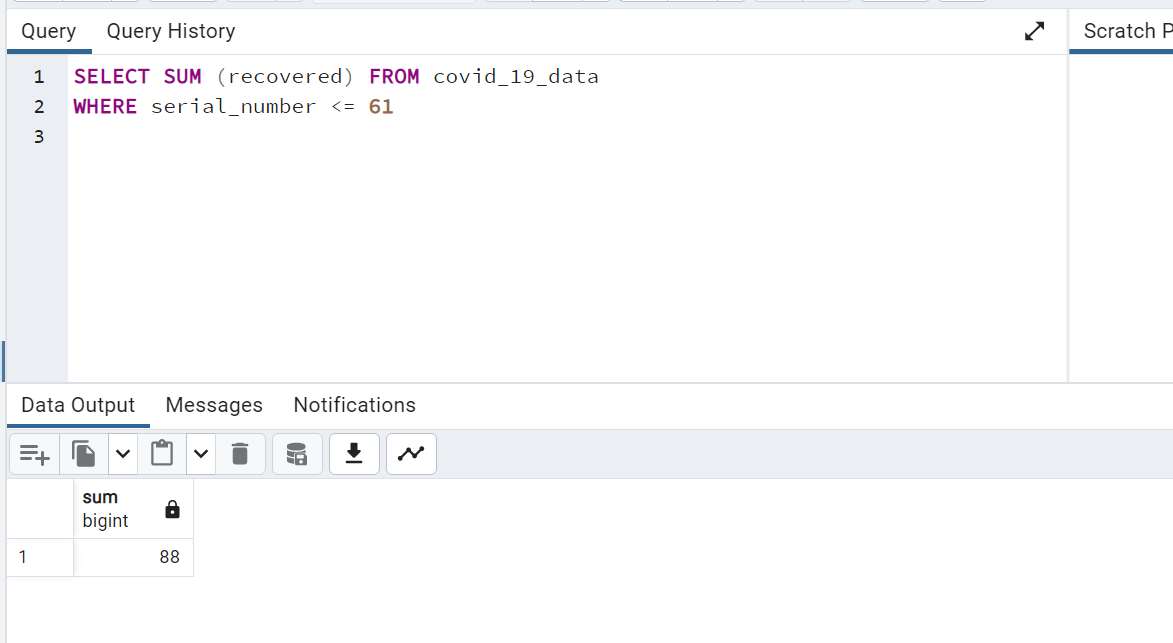 Query Query History Scratch P
1 SELECT SUM (recovered) FROM covid_19_data
2 WHERE serial_number <= 61
3
Data Output Messages Notifications
sum
bigint
1 88